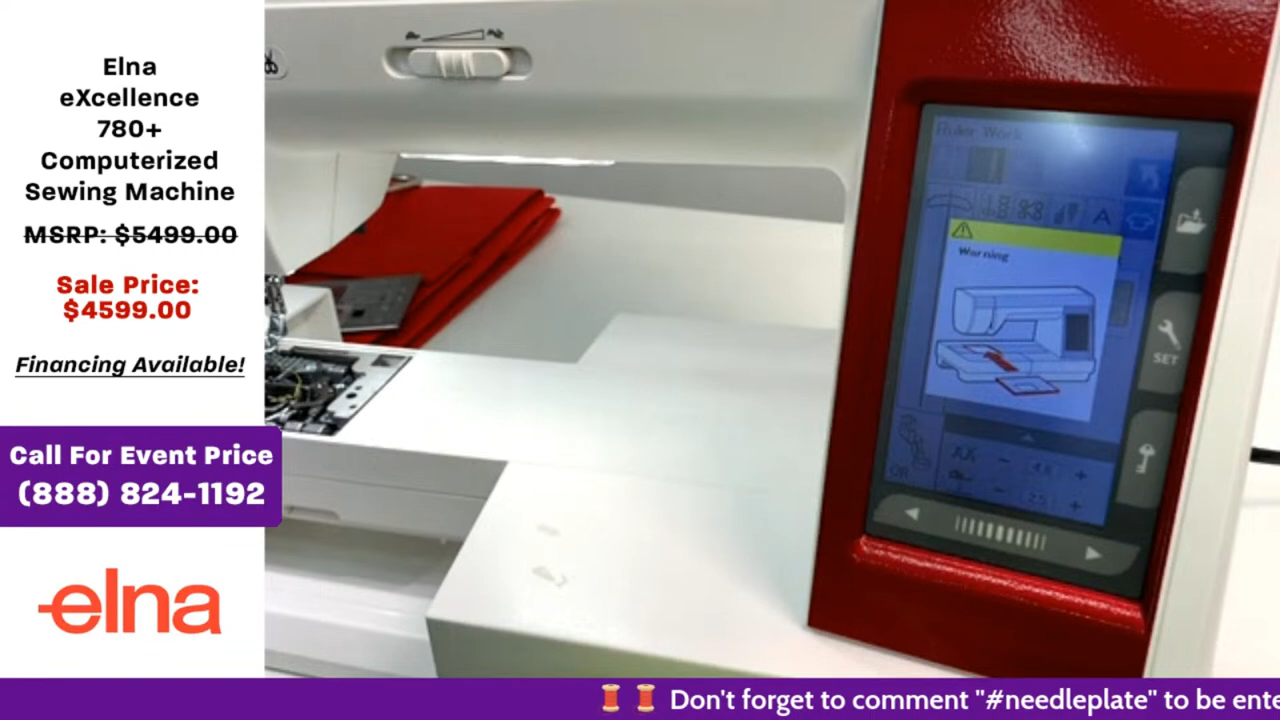 Elna
eXcellence
780+
Computerized
Sewing Machine
MSRP: $5499.00
Sale Price:
$4599.00
Financing Available!
Call For Event Price
(888) 824-1192
elna
Ruler Work
A
Warning
SET
OR
Don't forget to comment "#needleplate" to be ente